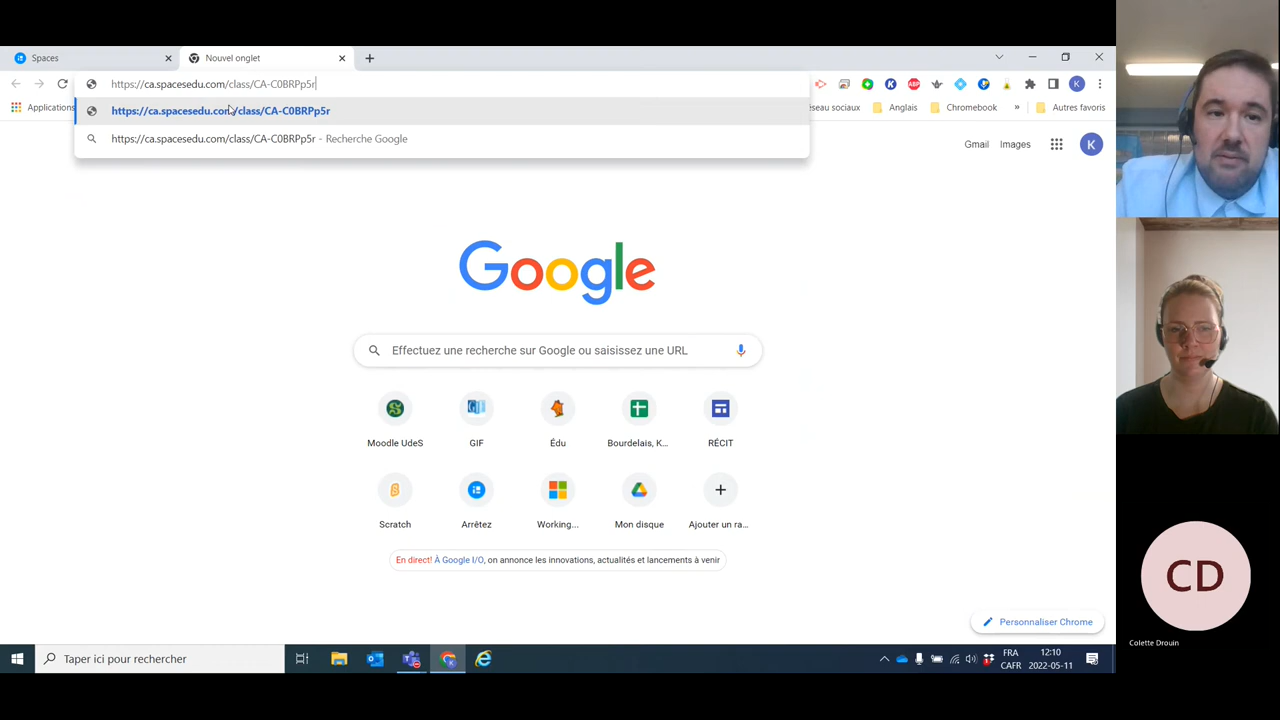 Spaces
Nouvel onglet
https://ca.spacesedu.com/class/CA-C0BRPp5r
Applications
éseau sociaux
Anglais
Chromebook
»
Autres favoris
https://ca.spacesedu.com/class/CA-C0BRPp5r
https://ca.spacesedu.com/class/CA-C0BRPp5r - Recherche Google
Gmail
Images
K
Google
Effectuez une recherche sur Google ou saisissez une URL
Moodle UdeS
GIF
Édu
Bourdelais, K...
RÉCIT
Scratch
Arrêtez
Working...
Mon disque
Ajouter un ra...
En direct! À Google I/O, on annonce les innovations, actualités et lancements à venir
Personnaliser Chrome
CD
Colette Drouin
Taper ici pour rechercher
FRA
CAFR
12:10
2022-05-11